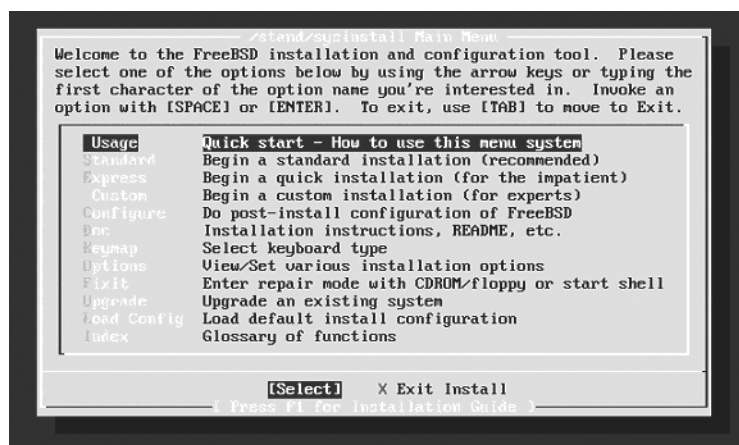 /stand/sysinstall Main Menu
Welcome to the FreeBSD installation and configuration tool.  Please
select one of the options below by using the arrow keys or typing the
first character of the option name you're interested in.  Invoke an
option with [SPACE] or [ENTER].  To exit, use [TAB] to move to Exit.
Usage Quick start - How to use this menu system
Standard Begin a standard installation (recommended)
Express Begin a quick installation (for the impatient)
Custom Begin a custom installation (for experts)
Configure Do post-install configuration of FreeBSD
Doc Installation instructions, README, etc.
Keymap Select keyboard type
Options View/Set various installation options
Fixit Enter repair mode with CDROM/floppy or start shell
Upgrade Upgrade an existing system
Load Config Load default install configuration
Index Glossary of functions
[Select] X Exit Install
[ Press F1 for Installation Guide ]